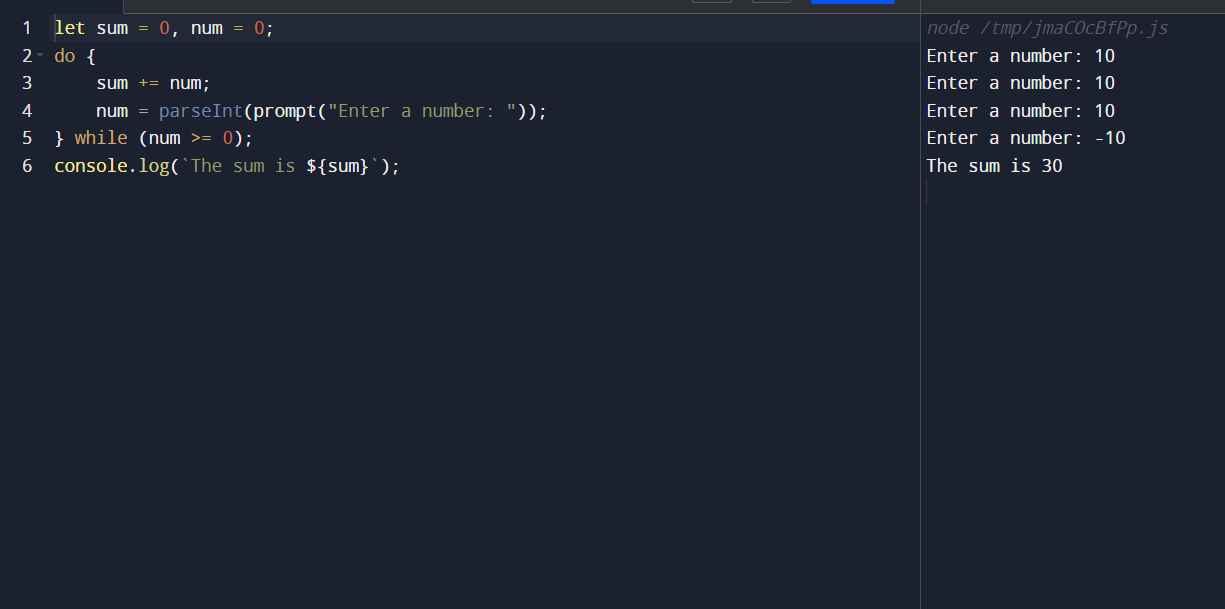 1 let sum = 0, num = 0;
2 do {
3     sum += num;
4     num = parseInt(prompt("Enter a number: "));
5 } while (num >= 0);
6 console.log(`The sum is ${sum}`);
node /tmp/jmaCOcBfPp.js
Enter a number: 10
Enter a number: 10
Enter a number: 10
Enter a number: -10
The sum is 30